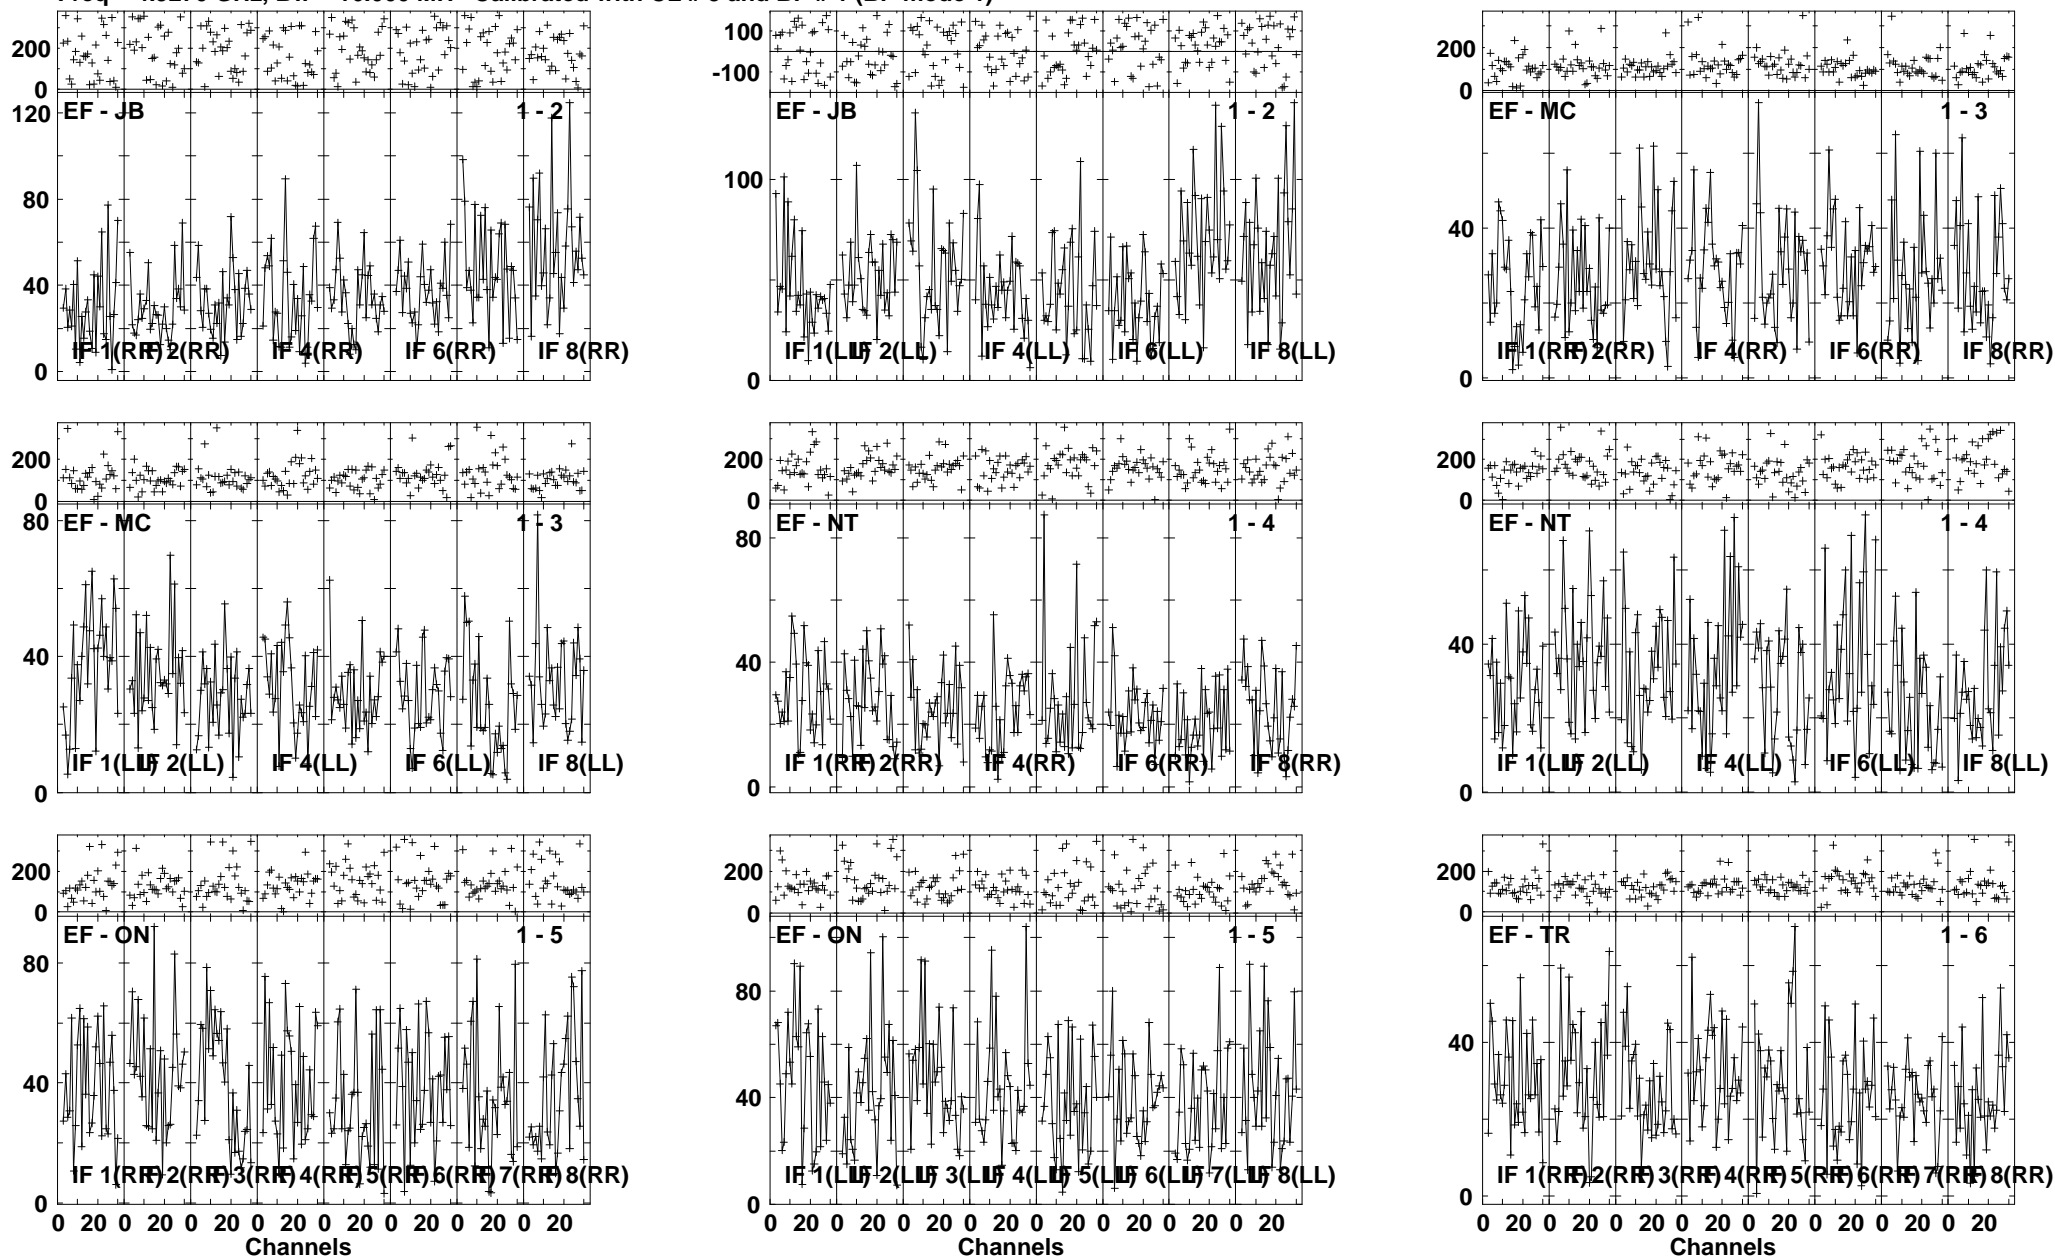 200
0
100
-100
200
0
EF - JB 1 - 2
120
80
40
0
IF 1(RR) IF 2(RR) IF 4(RR) IF 6(RR) IF 8(RR)
EF - JB 1 - 2
100
0
IF 1(LL) IF 2(LL) IF 4(LL) IF 6(LL) IF 8(LL)
EF - MC 1 - 3
40
0
IF 1(RR) IF 2(RR) IF 4(RR) IF 6(RR) IF 8(RR)
200
0
200
0
200
0
EF - MC 1 - 3
80
40
0
IF 1(LL) IF 2(LL) IF 4(LL) IF 6(LL) IF 8(LL)
EF - NT 1 - 4
80
40
0
IF 1(RR) IF 2(RR) IF 4(RR) IF 6(RR) IF 8(RR)
EF - NT 1 - 4
40
0
IF 1(LL) IF 2(LL) IF 4(LL) IF 6(LL) IF 8(LL)
200
0
200
0
200
0
EF - ON 1 - 5
80
40
0
IF 1(RR) IF 2(RR) IF 3(RR) IF 4(RR) IF 5(RR) IF 6(RR) IF 7(RR) IF 8(RR)
0 20 0 20 0 20 0 20 0 20 0 20 0 20 0 20
Channels
EF - ON 1 - 5
80
40
0
IF 1(LL) IF 2(LL) IF 3(LL) IF 4(LL) IF 5(LL) IF 6(LL) IF 7(LL) IF 8(LL)
0 20 0 20 0 20 0 20 0 20 0 20 0 20 0 20
Channels
EF - TR 1 - 6
40
0
IF 1(RR) IF 2(RR) IF 3(RR) IF 4(RR) IF 5(RR) IF 6(RR) IF 7(RR) IF 8(RR)
0 20 0 20 0 20 0 20 0 20 0 20 0 20 0 20
Channels